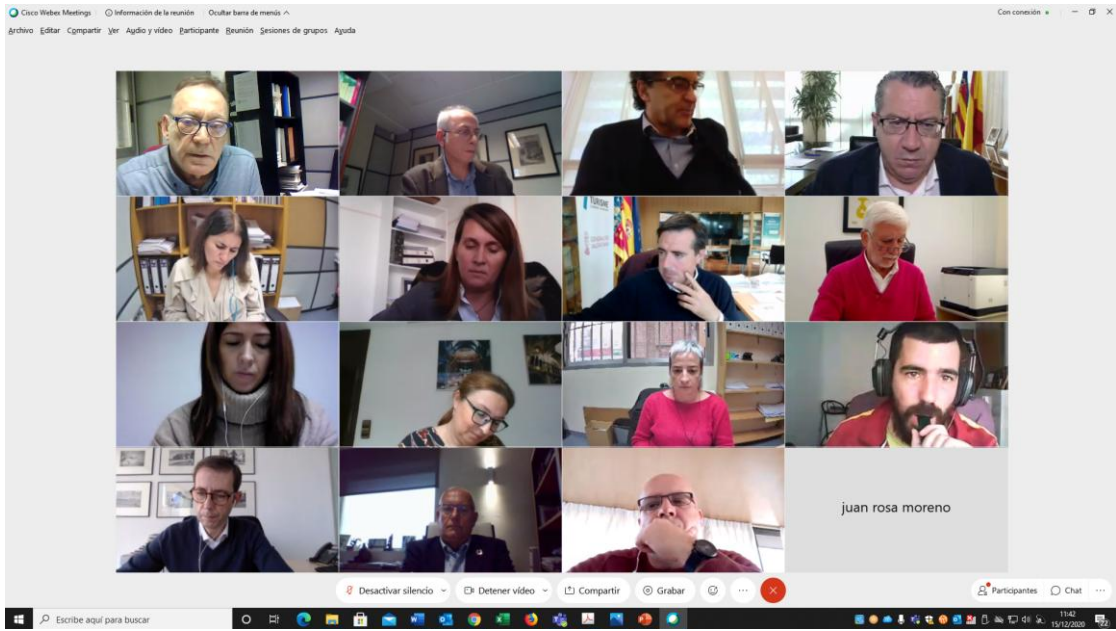 Cisco Webex Meetings Información de la reunión Ocultar barra de menús Con conexión
Archivo Editar Compartir Ver Audio y vídeo Participante Reunión Sesiones de grupos Ayuda
TURISME
juan rosa moreno
Desactivar silencio Detener vídeo Compartir Grabar Participantes Chat
Escribe aquí para buscar
11:42
15/12/2020